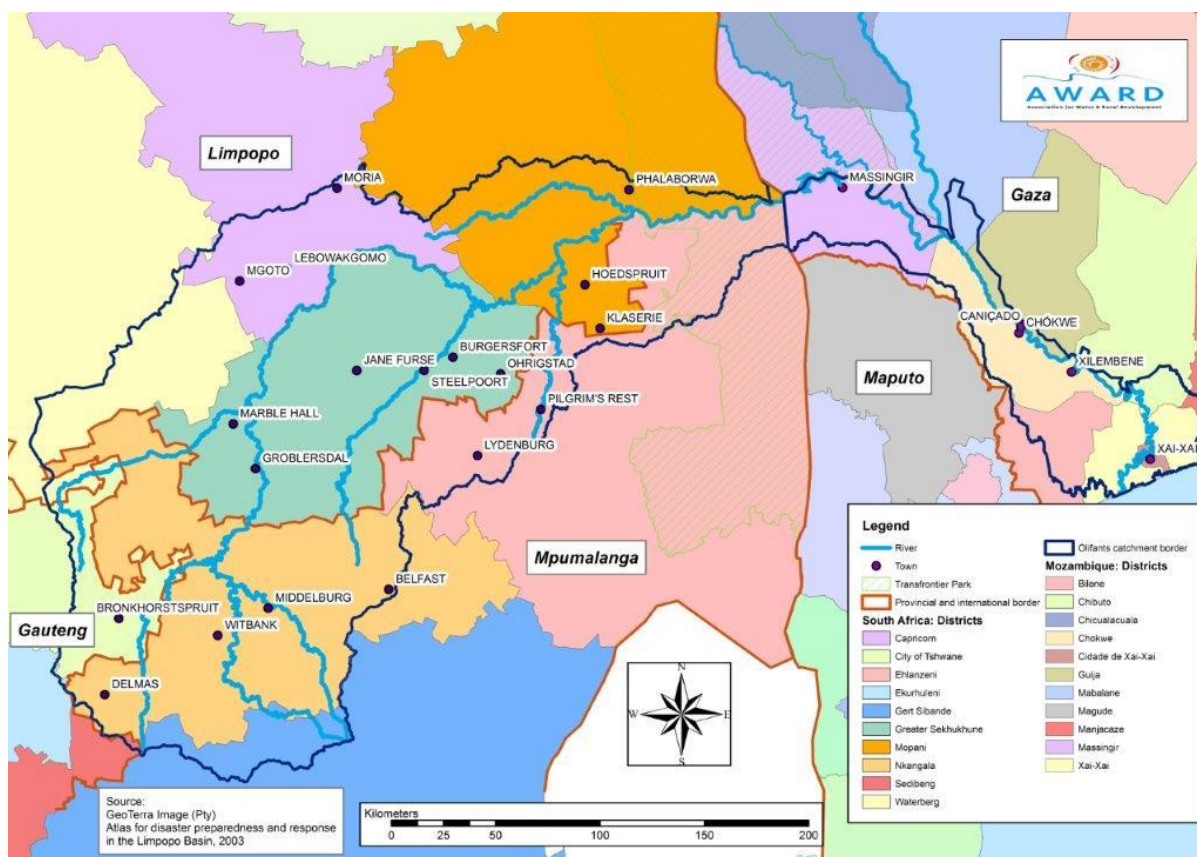 AWARD
Association for Water & Rural Development
Limpopo
MORIA
PHALABORWA
MASSINGIR
Gaza
LEBOWAKGOMO
MGOTO
HOEDSPRUIT
KLASERIE
CANIÇADO
CHÓKWE
BURGERSFORT
JANE FURSE
OHRIGSTAD
STEELPOORT
XILEMBENE
Maputo
MARBLE HALL
PILGRIM'S REST
LYDENBURG
GROBLERSDAL
XAI-XAI
Mpumalanga
BELFAST
BRONKHORSTSPRUIT
MIDDELBURG
Gauteng
WITBANK
DELMAS
N
W
E
S
Legend
River
Town
Transfrontier Park
Provincial and international border
South Africa: Districts
Capricorn
City of Tshwane
Ehlanzeni
Ekurhuleni
Gert Sibande
Greater Sekhukhune
Mopani
Nkangala
Sedibeng
Waterberg
Olifants catchment border
Mozambique: Districts
Bilene
Chibuto
Chicualacuala
Chokwe
Cidade de Xai-Xai
Guija
Mabalane
Magude
Manjacaze
Massingir
Xai-Xai
Source:
GeoTerra Image (Pty)
Atlas for disaster preparedness and response
in the Limpopo Basin, 2003
Kilometers
0 12.5 25 50 100 150 200